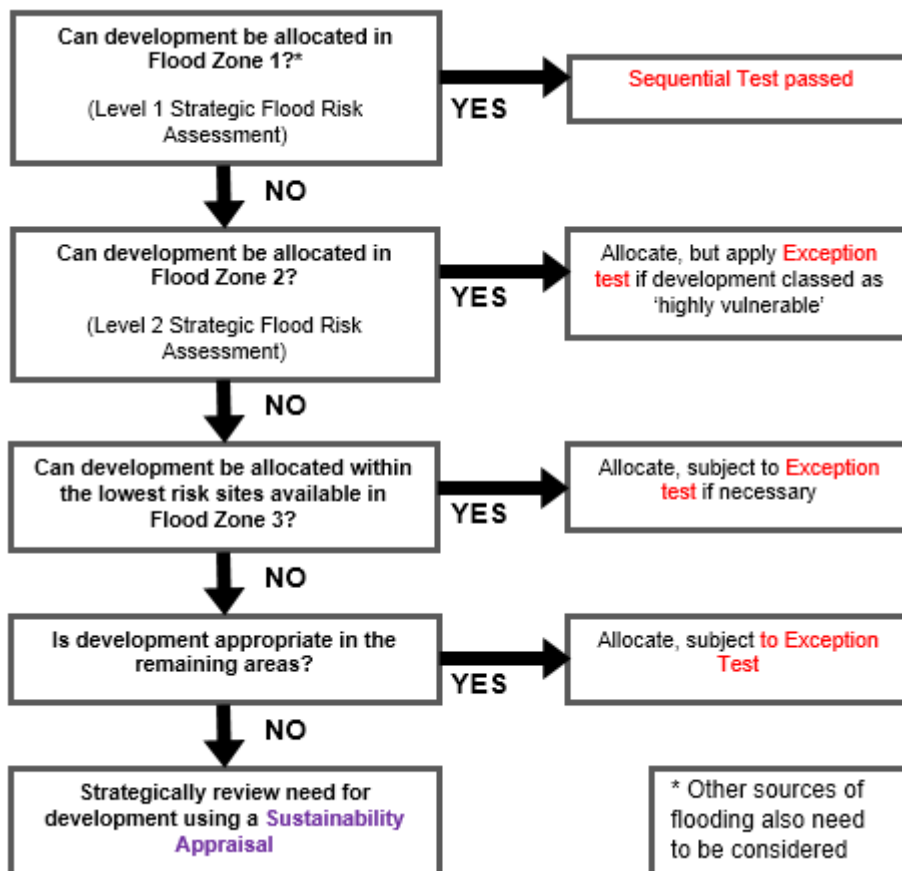 Can development be allocated in
Flood Zone 1?*
(Level 1 Strategic Flood Risk
Assessment)
YES
Sequential Test passed
NO
Can development be allocated in
Flood Zone 2?
(Level 2 Strategic Flood Risk
Assessment)
YES
Allocate, but apply Exception
test if development classed as
‘highly vulnerable’
NO
Can development be allocated within
the lowest risk sites available in
Flood Zone 3?
YES
Allocate, subject to Exception
test if necessary
NO
Is development appropriate in the
remaining areas?
YES
Allocate, subject to Exception
Test
NO
Strategically review need for
development using a Sustainability
Appraisal
* Other sources of
flooding also need
to be considered